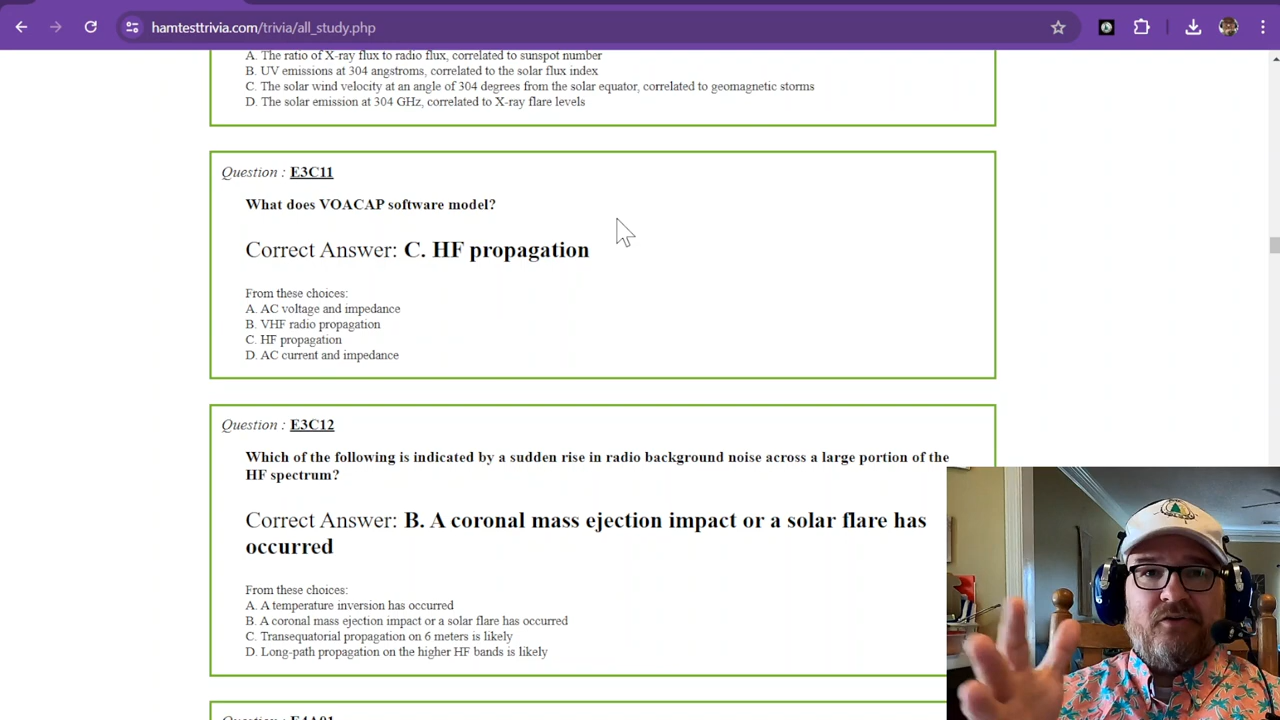 hamtesttrivia.com/trivia/all_study.php
A. The ratio of X-ray flux to radio flux, correlated to sunspot number
B. UV emissions at 304 angstroms, correlated to the solar flux index
C. The solar wind velocity at an angle of 304 degrees from the solar equator, correlated to geomagnetic storms
D. The solar emission at 304 GHz, correlated to X-ray flare levels
Question : E3C11
What does VOACAP software model?
Correct Answer: C. HF propagation
From these choices:
A. AC voltage and impedance
B. VHF radio propagation
C. HF propagation
D. AC current and impedance
Question : E3C12
Which of the following is indicated by a sudden rise in radio background noise across a large portion of the
HF spectrum?
Correct Answer: B. A coronal mass ejection impact or a solar flare has
occurred
From these choices:
A. A temperature inversion has occurred
B. A coronal mass ejection impact or a solar flare has occurred
C. Transequatorial propagation on 6 meters is likely
D. Long-path propagation on the higher HF bands is likely
Question : E4A01